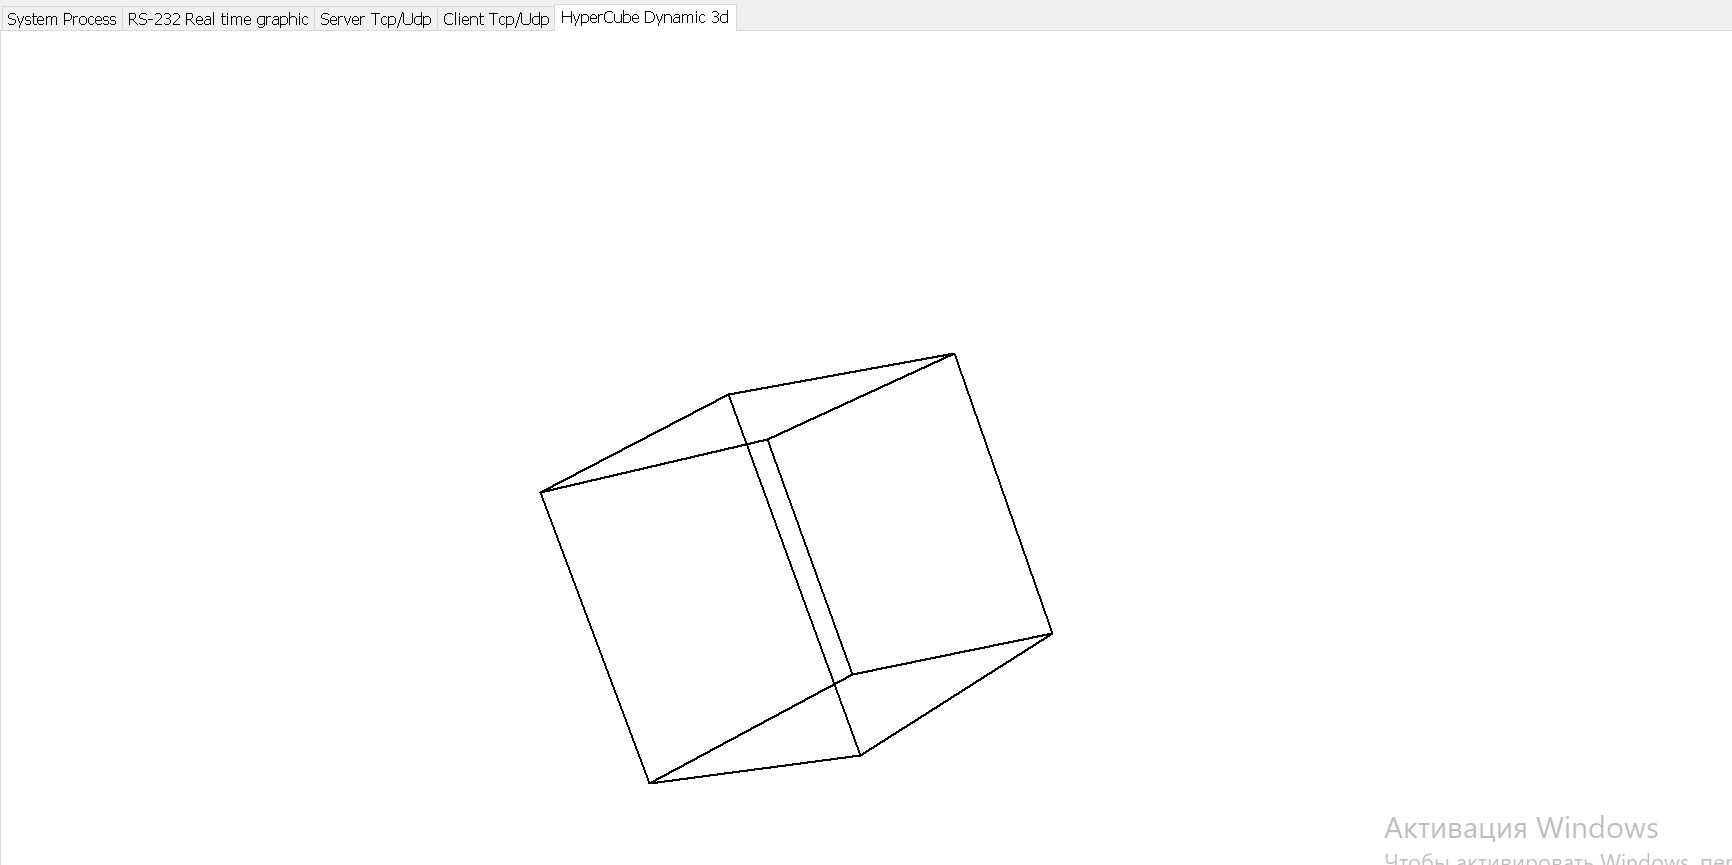 System Process RS-232 Real time graphic Server Tcp/Udp Client Tcp/Udp HyperCube Dynamic 3d
Активация Windows
Чтобы активировать Windows, пер